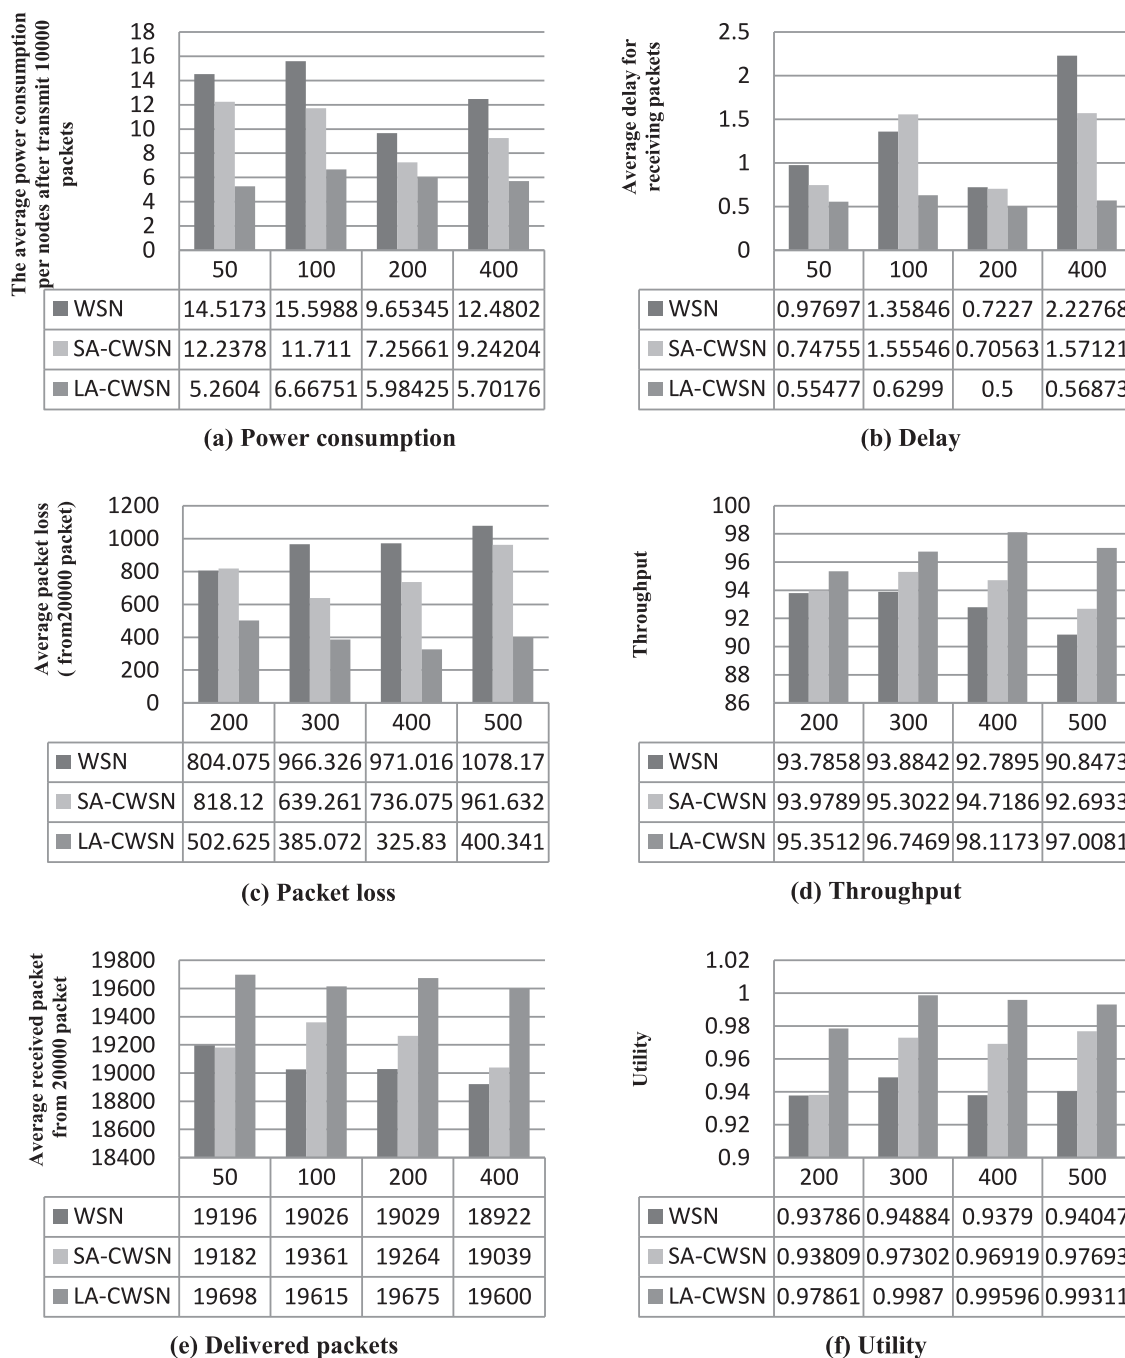 The average power consumption
per nodes after transmit 10000
packets
18
16
14
12
10
8
6
4
2
0
50 100 200 400
WSN 14.5173 15.5988 9.65345 12.4802
SA-CWSN 12.2378 11.711 7.25661 9.24204
LA-CWSN 5.2604 6.66751 5.98425 5.70176
(a) Power consumption
Average delay for
receiving packets
2.5
2
1.5
1
0.5
0
50 100 200 400
WSN 0.97697 1.35846 0.7227 2.22768
SA-CWSN 0.74755 1.55546 0.70563 1.57121
LA-CWSN 0.55477 0.6299 0.5 0.56873
(b) Delay
Average packet loss
( from20000 packet)
1200
1000
800
600
400
200
0
200 300 400 500
WSN 804.075 966.326 971.016 1078.17
SA-CWSN 818.12 639.261 736.075 961.632
LA-CWSN 502.625 385.072 325.83 400.341
(c) Packet loss
Throughput
100
98
96
94
92
90
88
86
200 300 400 500
WSN 93.7858 93.8842 92.7895 90.8473
SA-CWSN 93.9789 95.3022 94.7186 92.6933
LA-CWSN 95.3512 96.7469 98.1173 97.0081
(d) Throughput
Average received packet
from 20000 packet
19800
19600
19400
19200
19000
18800
18600
18400
50 100 200 400
WSN 19196 19026 19029 18922
SA-CWSN 19182 19361 19264 19039
LA-CWSN 19698 19615 19675 19600
(e) Delivered packets
Utility
1.02
1
0.98
0.96
0.94
0.92
0.9
200 300 400 500
WSN 0.93786 0.94884 0.9379 0.94047
SA-CWSN 0.93809 0.97302 0.96919 0.97693
LA-CWSN 0.97861 0.9987 0.99596 0.99311
(f) Utility